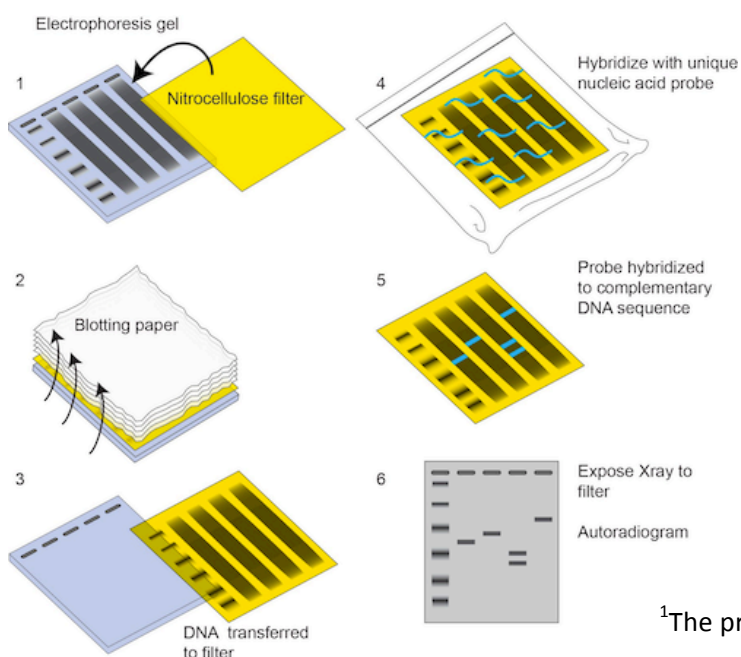 Electrophoresis gel
1
Nitrocellulose filter
2
Blotting paper
3
DNA transferred
to filter
4
Hybridize with unique
nucleic acid probe
5
Probe hybridized
to complementary
DNA sequence
6
Expose Xray to
filter
Autoradiogram
¹The pr